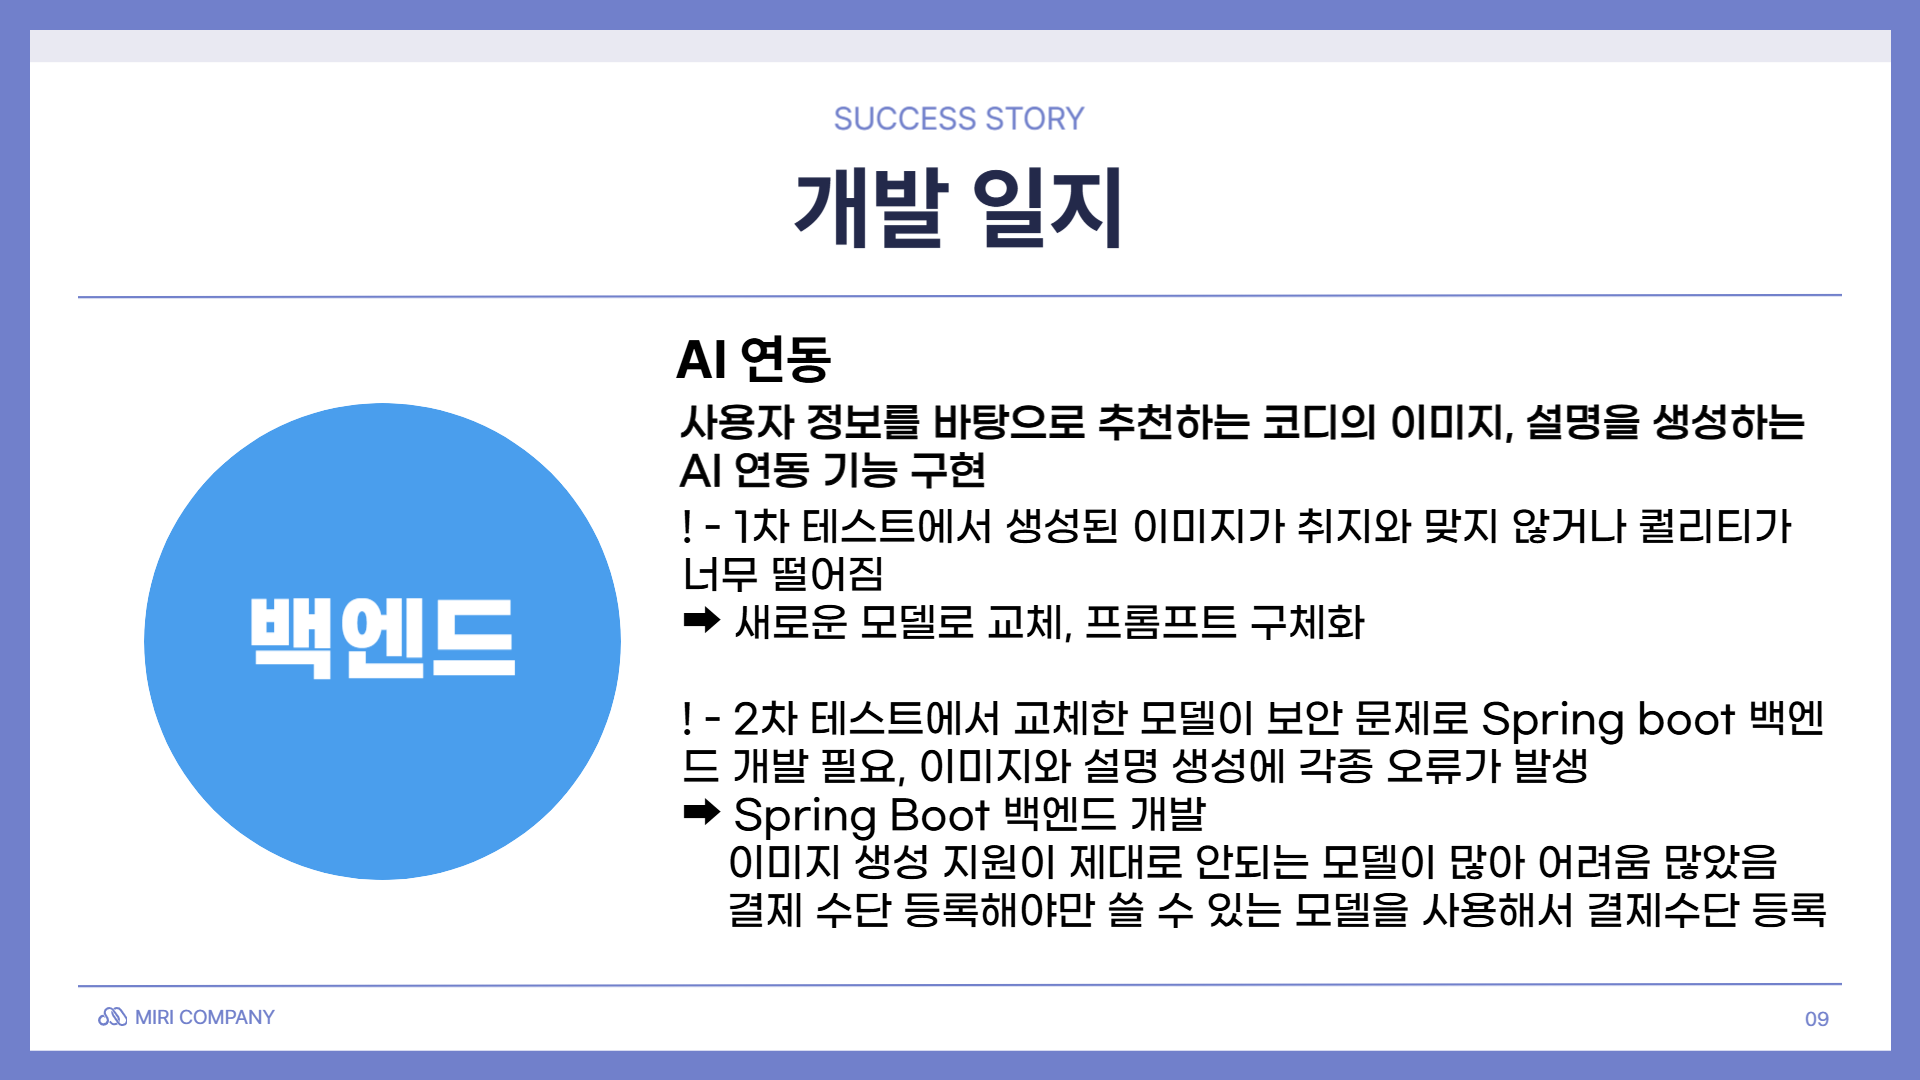 SUCCESS STORY
개발 일지
백엔드
AI 연동
사용자 정보를 바탕으로 추천하는 코디의 이미지, 설명을 생성하는
AI 연동 기능 구현
! - 1차 테스트에서 생성된 이미지가 취지와 맞지 않거나 퀄리티가
너무 떨어짐
➡ 새로운 모델로 교체, 프롬프트 구체화
! - 2차 테스트에서 교체한 모델이 보안 문제로 Spring boot 백엔
드 개발 필요, 이미지와 설명 생성에 각종 오류가 발생
➡ Spring Boot 백엔드 개발
이미지 생성 지원이 제대로 안되는 모델이 많아 어려움 많았음
결제 수단 등록해야만 쓸 수 있는 모델을 사용해서 결제수단 등록
MIRI COMPANY
09